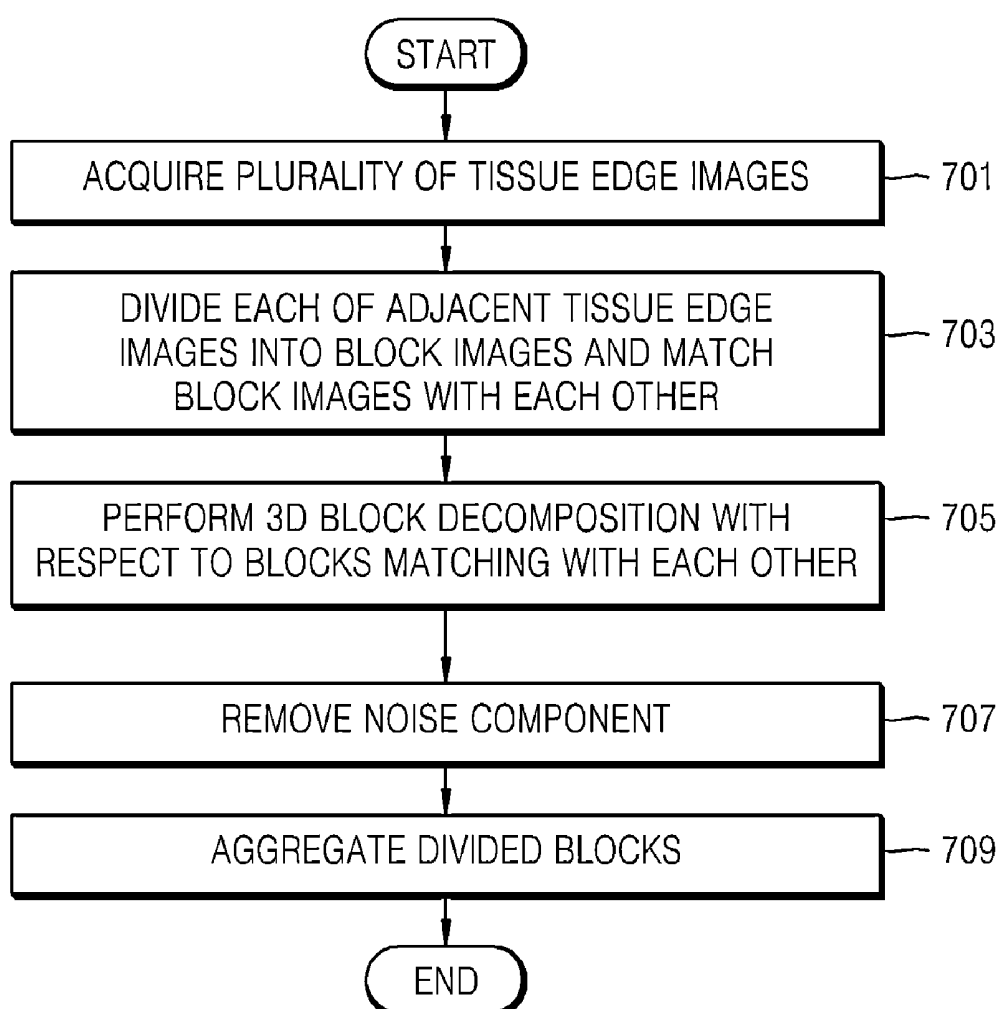 START
ACQUIRE PLURALITY OF TISSUE EDGE IMAGES
701
DIVIDE EACH OF ADJACENT TISSUE EDGE
IMAGES INTO BLOCK IMAGES AND MATCH
BLOCK IMAGES WITH EACH OTHER
703
PERFORM 3D BLOCK DECOMPOSITION WITH
RESPECT TO BLOCKS MATCHING WITH EACH OTHER
705
REMOVE NOISE COMPONENT
707
AGGREGATE DIVIDED BLOCKS
709
END